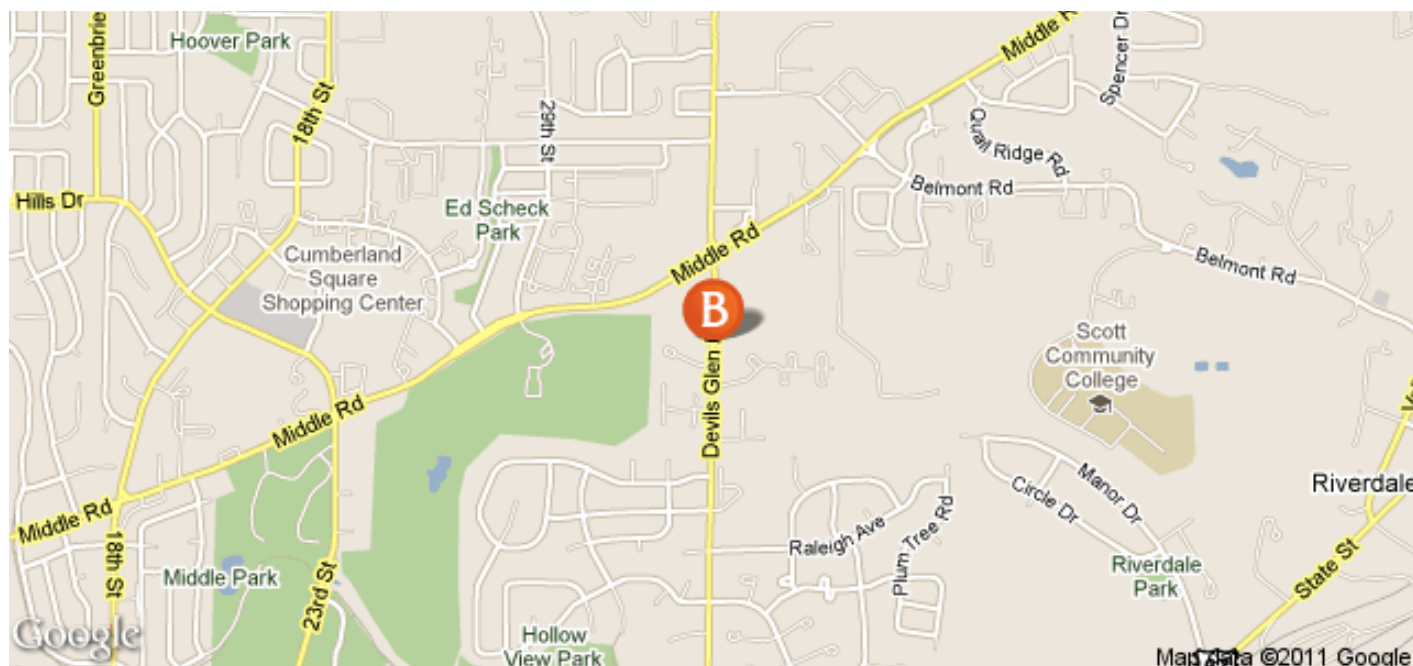 Hoover Park
Greenbrie
18th St
29th St
Middle R
Spencer Dr
Quail Ridge Rd
Belmont Rd
Hills Dr
Ed Scheck
Park
Cumberland
Square
Shopping Center
Middle Rd
Belmont Rd
B
Devils Glen
Scott
Community
College
Middle Rd
Riverdale
Manor Dr
Circle Dr
Middle Rd
18th St
Raleigh Ave
Plum Tree Rd
Middle Park
23rd St
Riverdale
Park
State St
Google
Hollow
View Park
Map data ©2011 Google